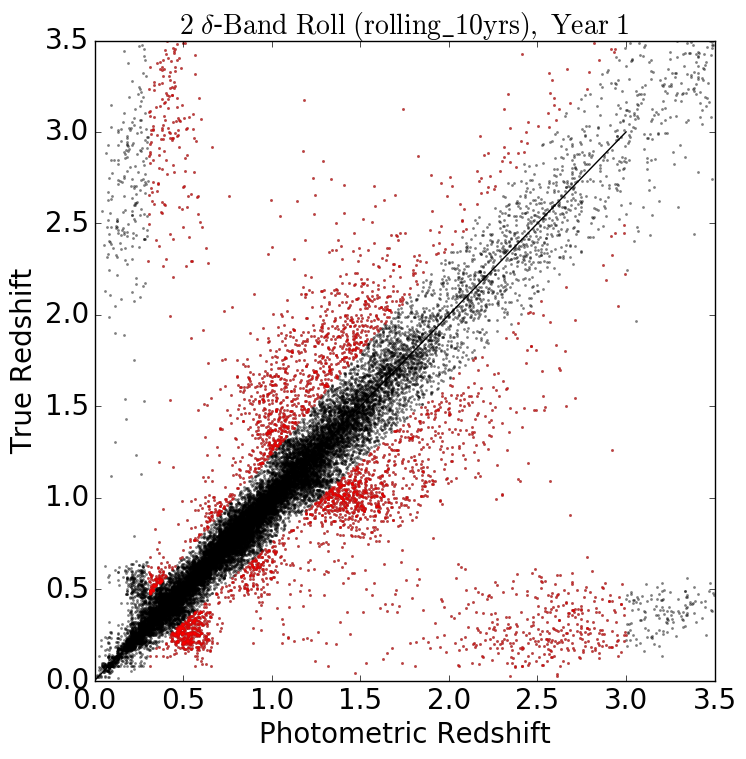 2 δ-Band Roll (rolling_10yrs), Year 1
3.5
3.0
2.5
2.0
1.5
1.0
0.5
0.0
True Redshift
0.0 0.5 1.0 1.5 2.0 2.5 3.0 3.5
Photometric Redshift